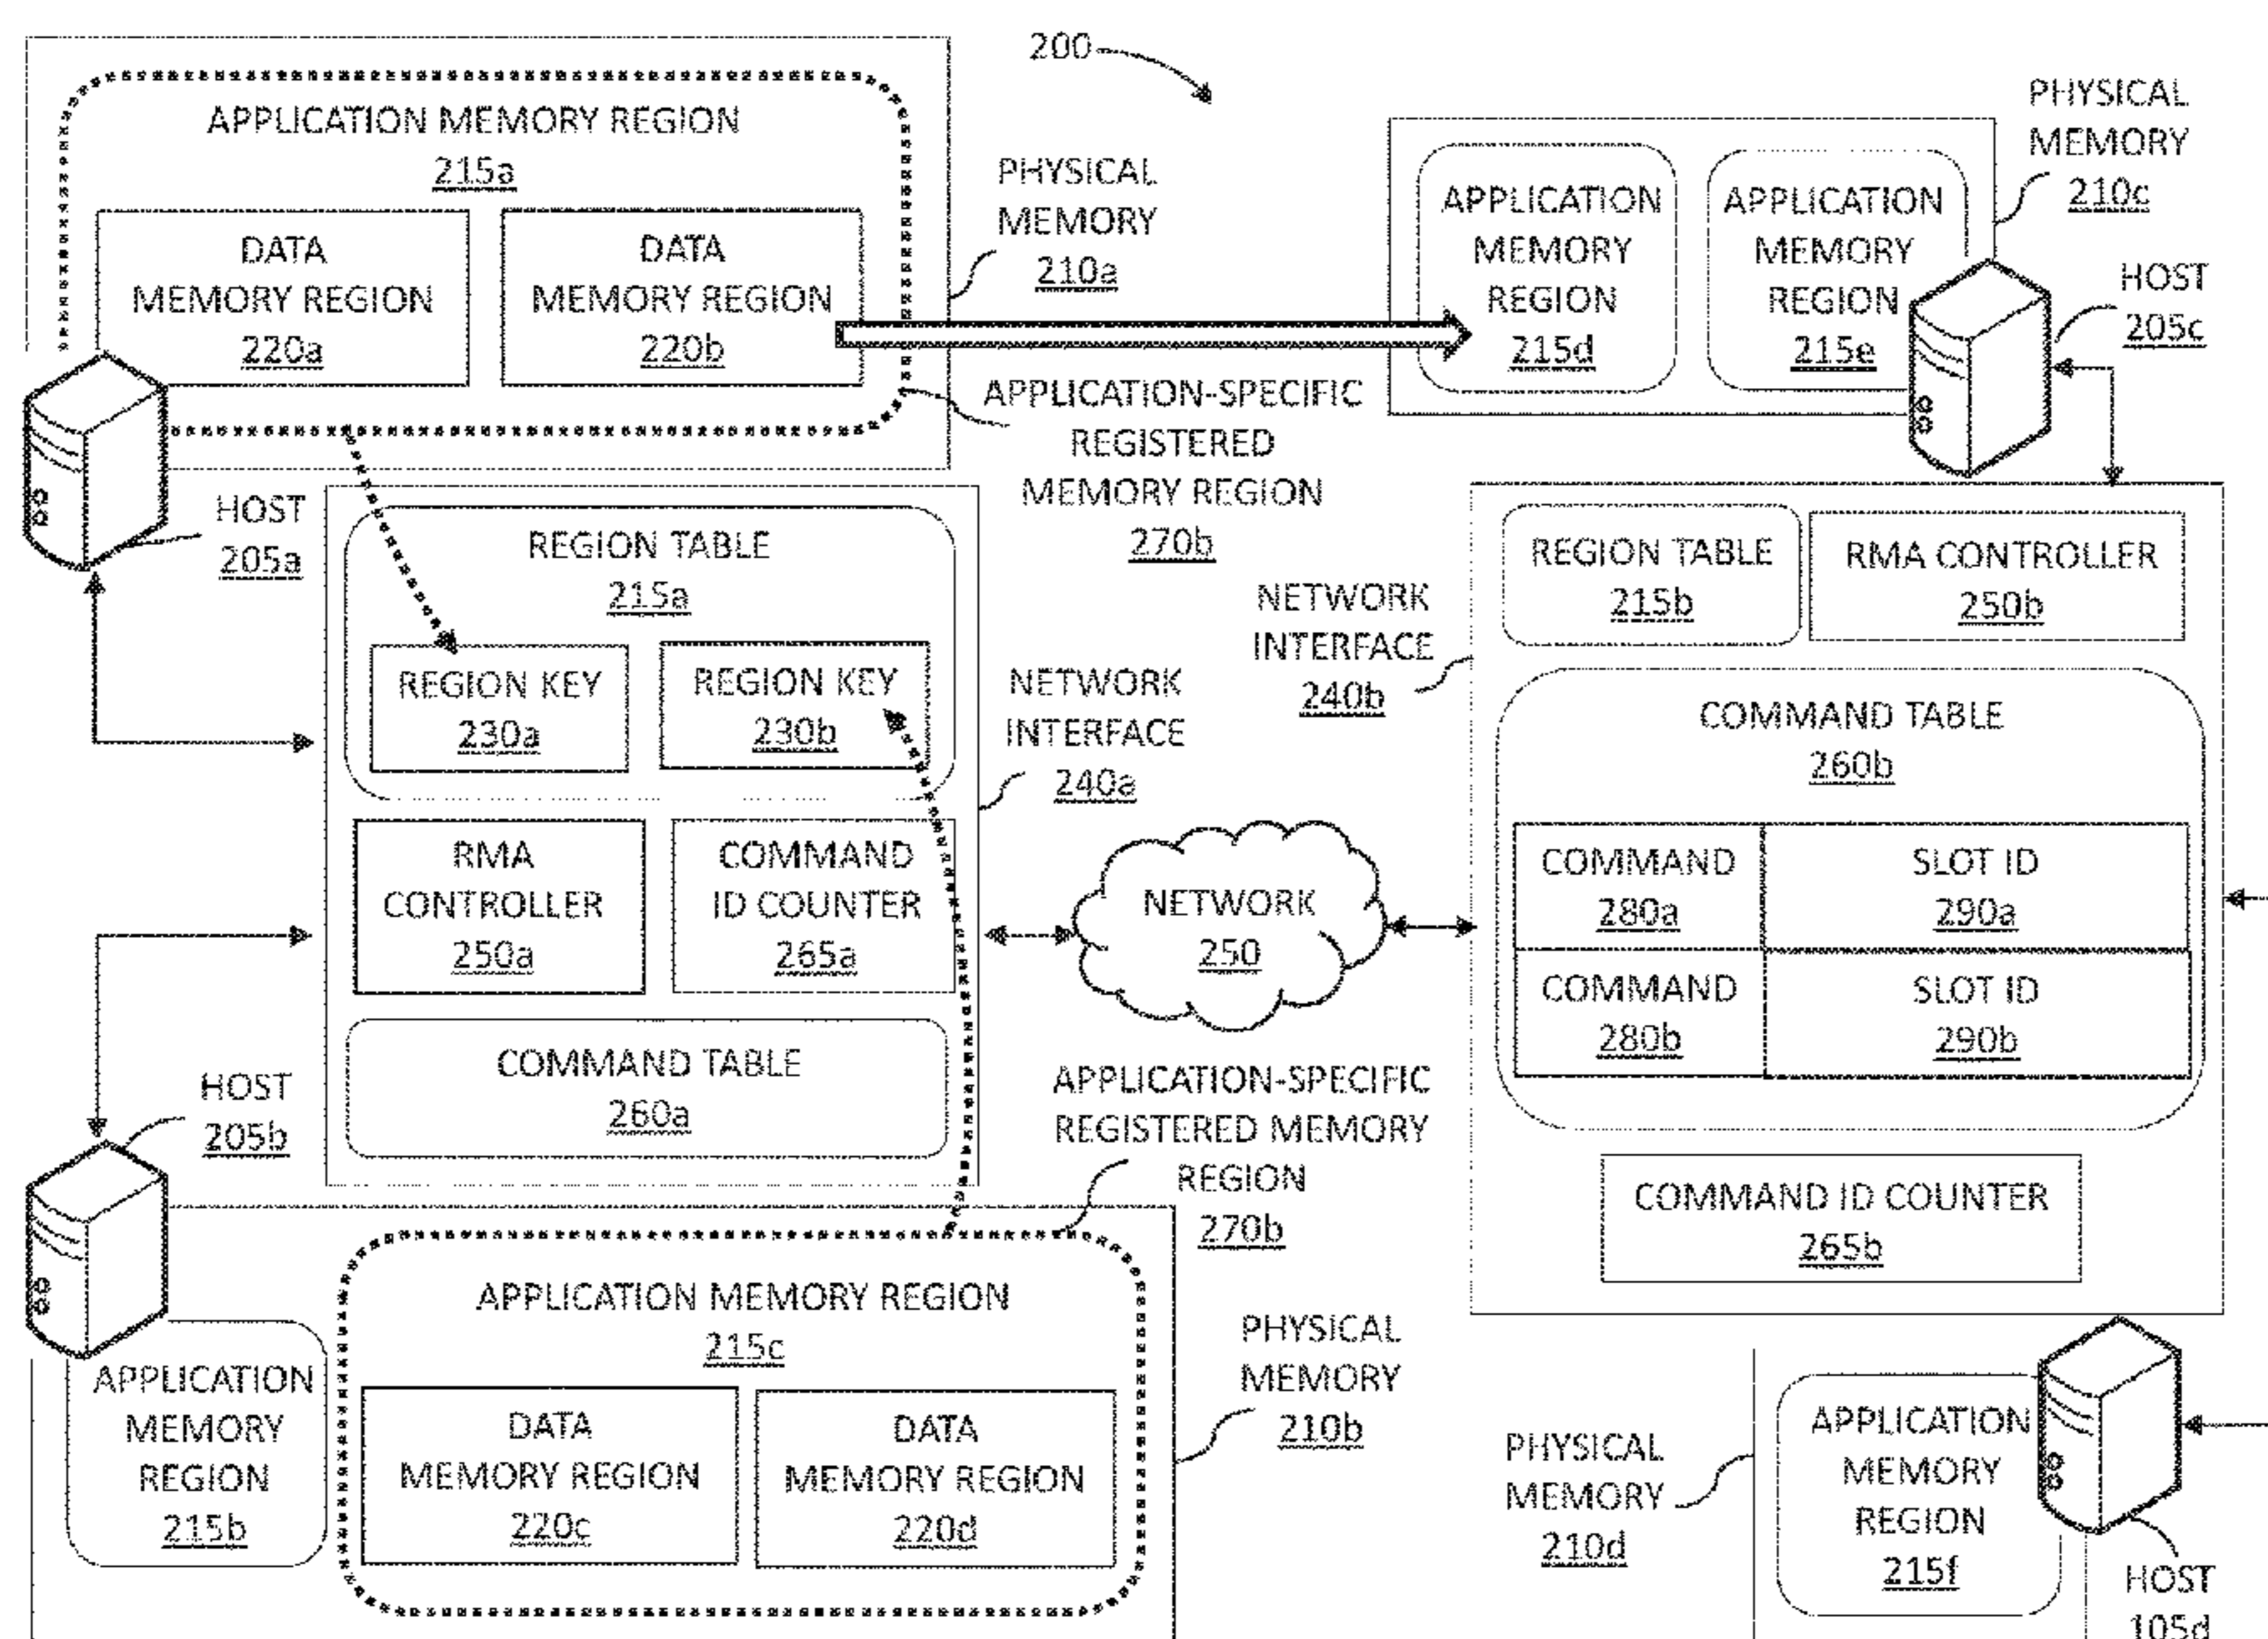 200
APPLICATION MEMORY REGION
215a
DATA
MEMORY REGION
220a
DATA
MEMORY REGION
220b
PHYSICAL
MEMORY
210a
APPLICATION
MEMORY
REGION
215d
APPLICATION
MEMORY
REGION
215e
PHYSICAL
MEMORY
210c
HOST
205c
APPLICATION-SPECIFIC
REGISTERED
MEMORY REGION
270b
HOST
205a
REGION TABLE
215a
REGION KEY
230a
REGION KEY
230b
NETWORK
INTERFACE
240a
RMA
CONTROLLER
250a
COMMAND
ID COUNTER
265a
COMMAND TABLE
260a
NETWORK
250
NETWORK
INTERFACE
240b
REGION TABLE
215b
RMA CONTROLLER
250b
COMMAND TABLE
260b
COMMAND
280a
SLOT ID
290a
COMMAND
280b
SLOT ID
290b
COMMAND ID COUNTER
265b
HOST
205b
APPLICATION-SPECIFIC
REGISTERED MEMORY
REGION
270b
APPLICATION MEMORY REGION
215c
APPLICATION
MEMORY
REGION
215b
DATA
MEMORY REGION
220c
DATA
MEMORY REGION
220d
PHYSICAL
MEMORY
210b
PHYSICAL
MEMORY
210d
APPLICATION
MEMORY
REGION
215f
HOST
105d